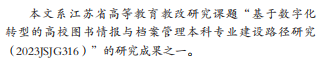 本文系江苏省高等教育教改研究课题“基于数字化
转型的高校图书情报与档案管理本科专业建设路径研究
（2023JSJG316）”的研究成果之一。